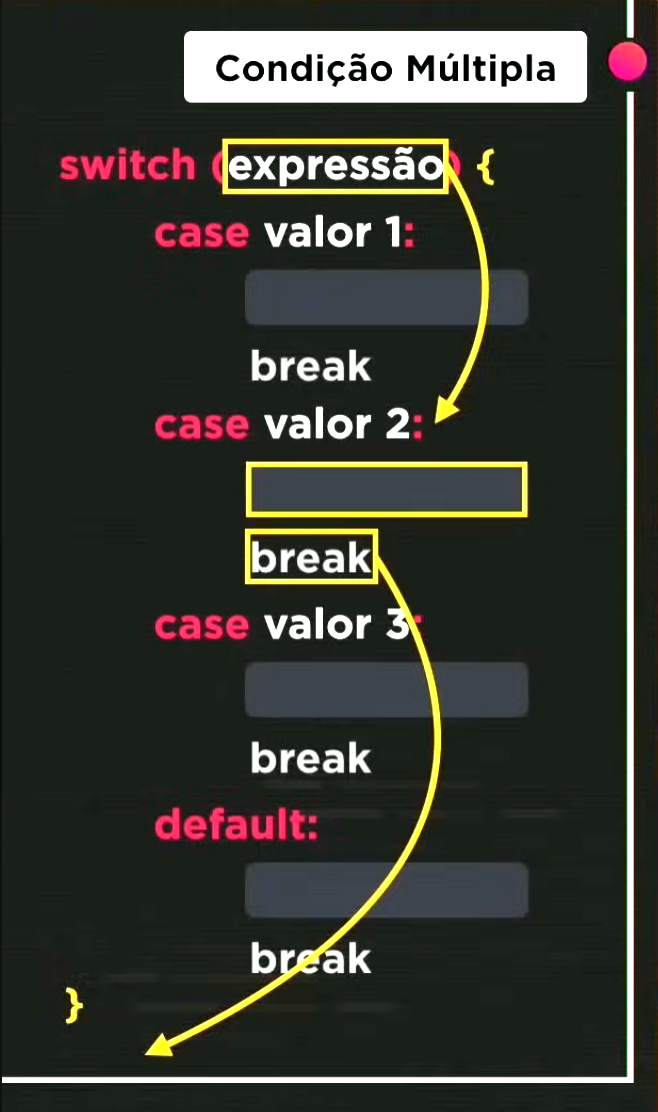 Condição Múltipla
switch (expressão) {
case valor 1:
break
case valor 2:
break
case valor 3:
break
default:
break
}